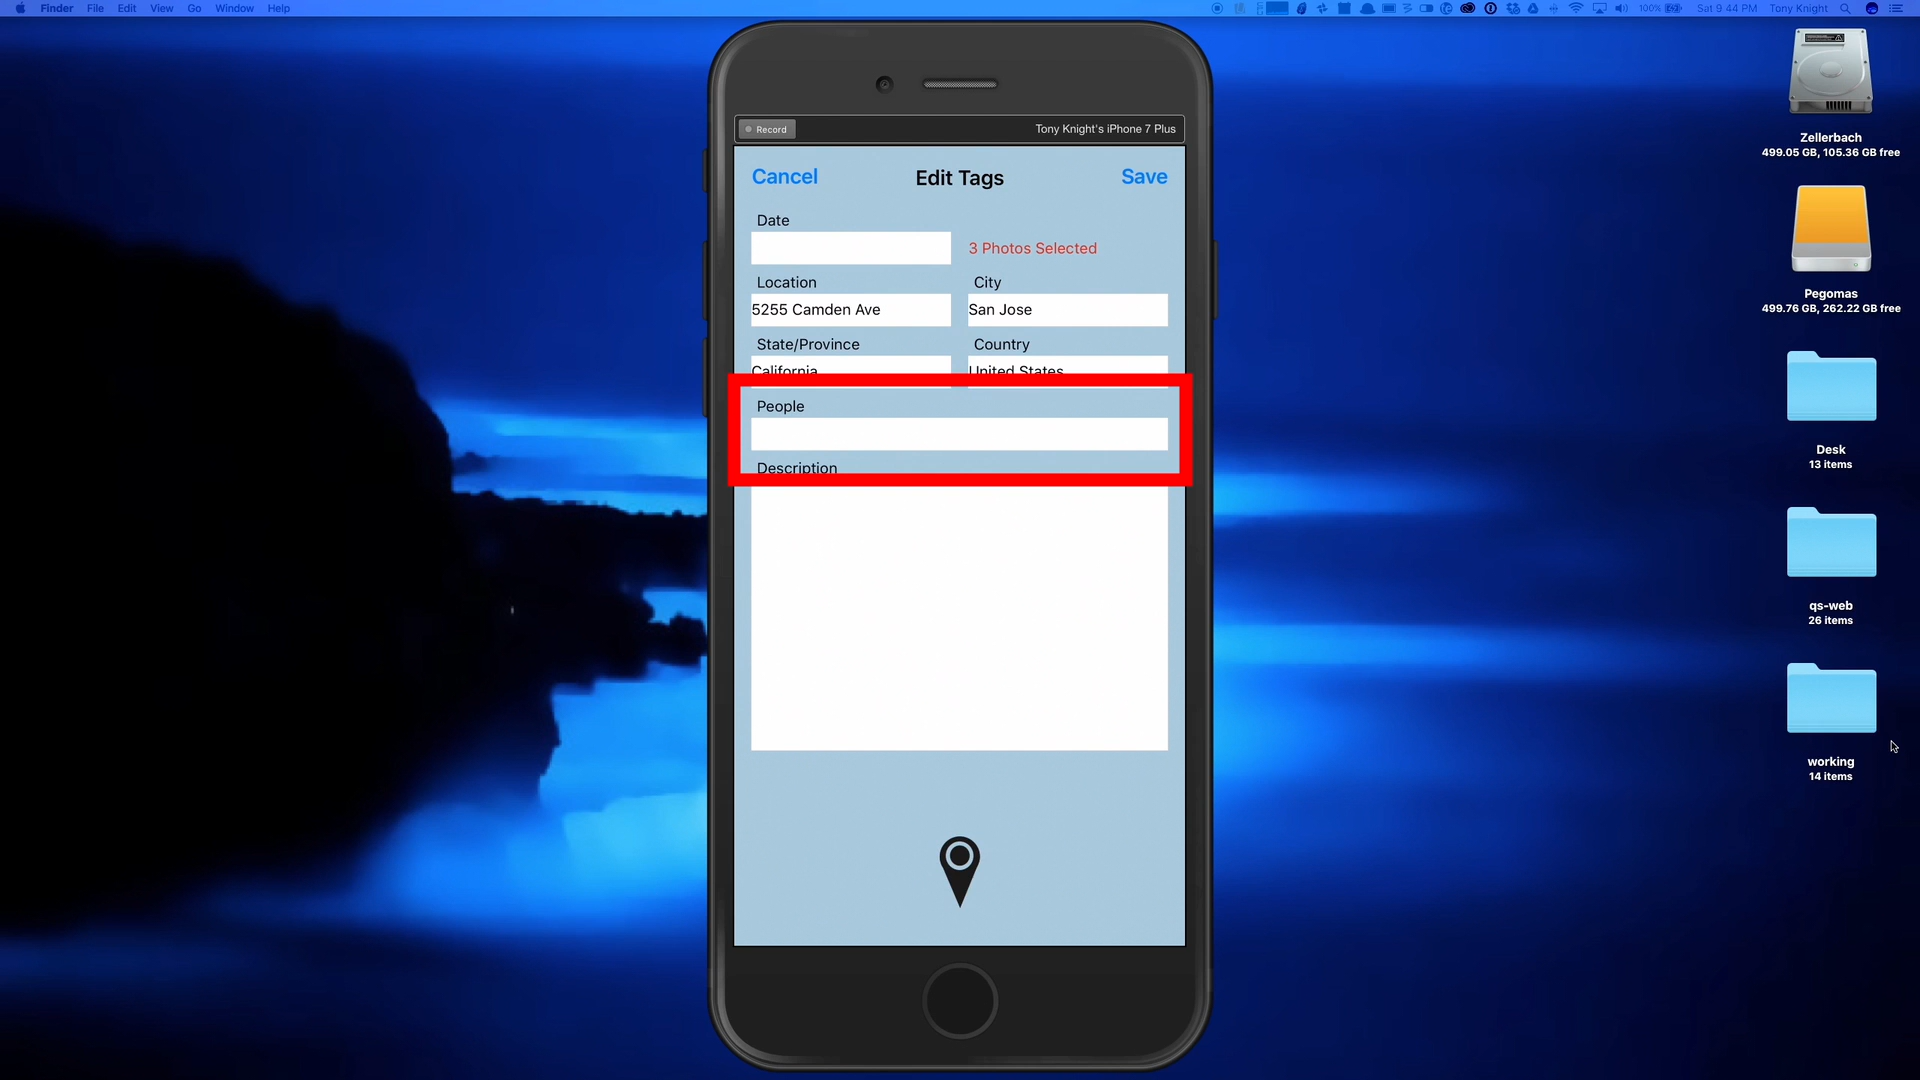 Finder File Edit View Go Window Help
100% Sat 9:44 PM Tony Knight
Record Tony Knight's iPhone 7 Plus
Cancel Edit Tags Save
Date
3 Photos Selected
Location City
5255 Camden Ave San Jose
State/Province Country
California United States
People
Description
Zellerbach
499.05 GB, 105.36 GB free
Pegomas
499.76 GB, 262.22 GB free
Desk
13 items
qs-web
26 items
working
14 items